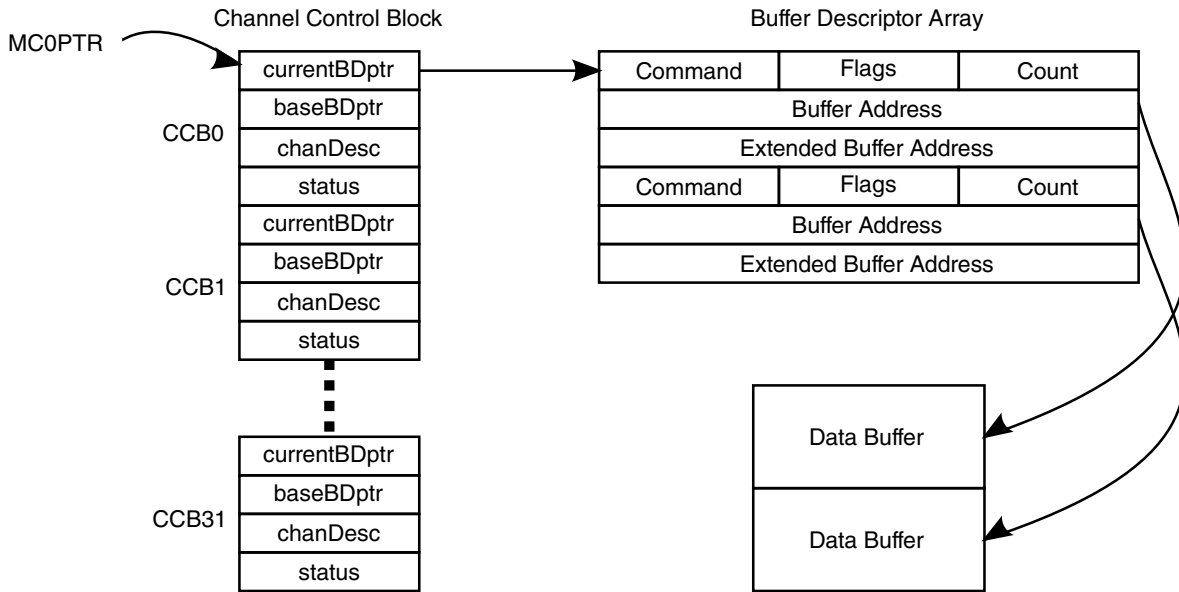 Channel Control Block
Buffer Descriptor Array
MC0PTR
currentBDptr
baseBDptr
CCB0
chanDesc
status
currentBDptr
baseBDptr
CCB1
chanDesc
status
currentBDptr
baseBDptr
CCB31
chanDesc
status
Command Flags Count
Buffer Address
Extended Buffer Address
Command Flags Count
Buffer Address
Extended Buffer Address
Data Buffer
Data Buffer